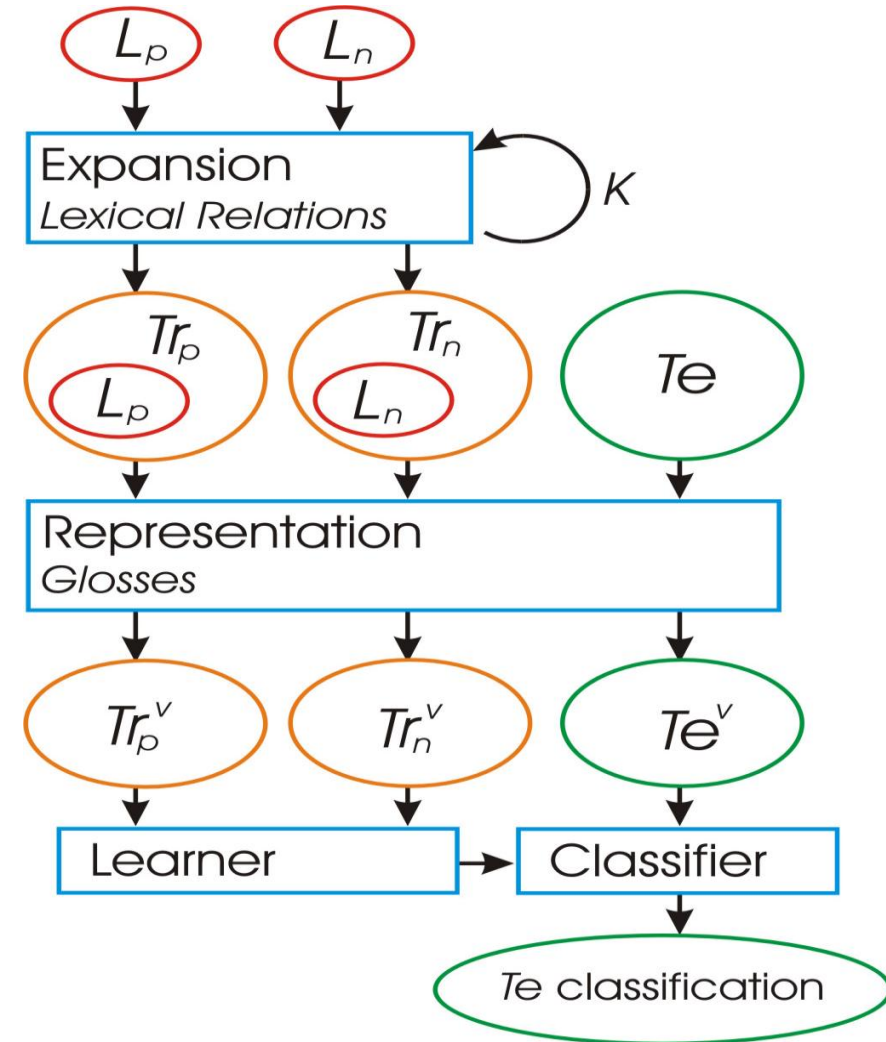 Lp Ln
Expansion
Lexical Relations
K
Trp Trn Te
Lp Ln
Representation
Glosses
Trpv Trnv Tev
Learner Classifier
Te classification